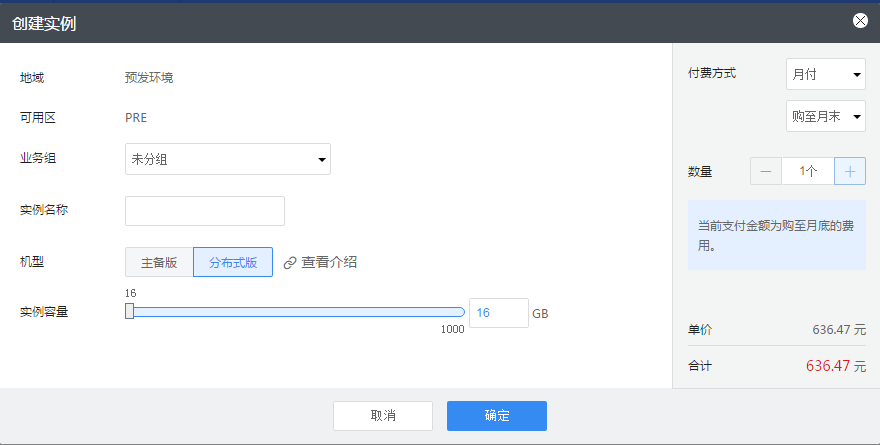 创建实例
地域
预发环境
可用区
PRE
业务组
未分组
实例名称
机型
主备版
分布式版
查看介绍
实例容量
16
1000
16
GB
付费方式
月付
购至月末
数量
1个
当前支付金额为购至月底的费
用。
单价
636.47 元
合计
636.47 元
取消
确定